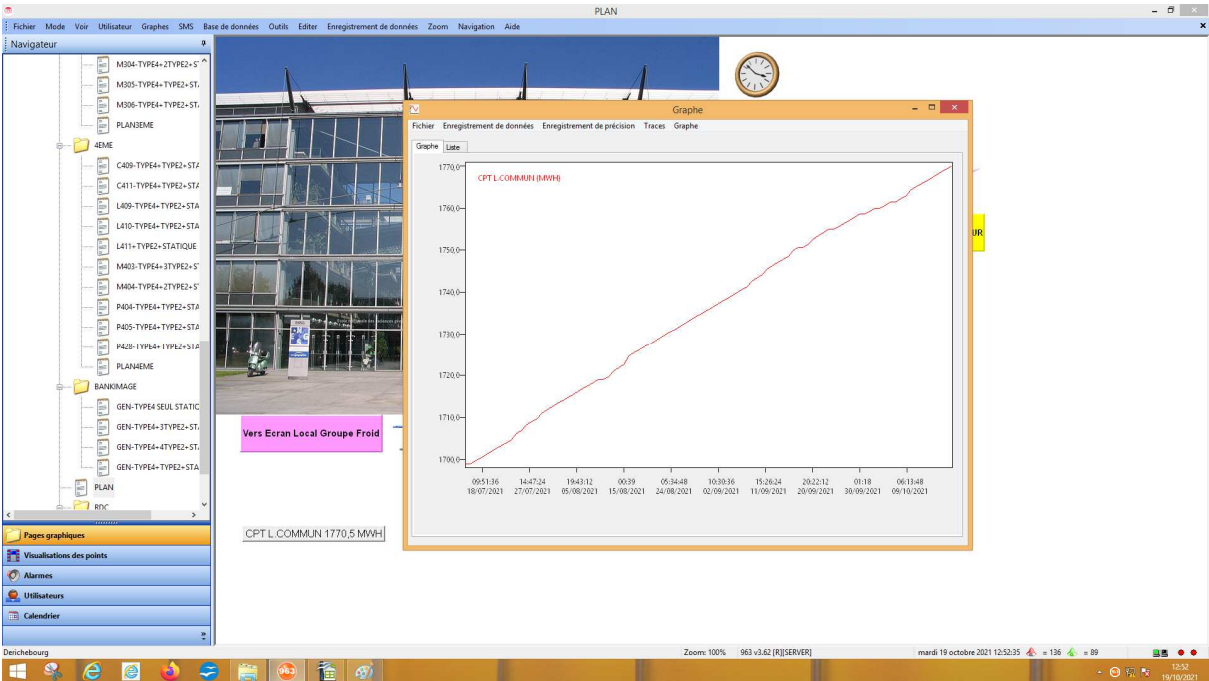 PLAN
Fichier Mode Voir Utilisateur Graphes SMS Base de données Outils Editer Enregistrement de données Zoom Navigation Aide
Navigateur
M304-TYPE4+2TYPE2+S
M305-TYPE4+TYPE2+ST
M306-TYPE4+TYPE2+ST
PLAN3EME
4EME
C409-TYPE4+TYPE2+STA
C411-TYPE4+TYPE2+STA
L409-TYPE4+TYPE2+STA
L410-TYPE4+TYPE2+STA
L411+TYPE2+STATIQUE
M403-TYPE4+3TYPE2+S
M404-TYPE4+2TYPE2+S
P404-TYPE4+TYPE2+STA
P405-TYPE4+TYPE2+STA
P428-TYPE4+TYPE2+STA
PLAN4EME
BANKIMAGE
GEN-TYPE4 SEUL STATIC
GEN-TYPE4+3TYPE2+ST
GEN-TYPE4+4TYPE2+ST
GEN-TYPE4+TYPE2+STA
PLAN
RDC
Pages graphiques
Visualisations des points
Alarmes
Utilisateurs
Calendrier
Vers Ecran Local Groupe Froid
CPT L.COMMUN 1770,5 MWH
UR
Graphe
Fichier Enregistrement de données Enregistrement de précision Traces Graphe
Graphe Liste
CPT L.COMMUN (MWH)
1770,0
1760,0
1750,0
1740,0
1730,0
1720,0
1710,0
1700,0
09:51:36 14:47:24 19:43:12 00:39 05:34:48 10:30:36 15:26:24 20:22:12 01:18 06:13:48
18/07/2021 27/07/2021 05/08/2021 15/08/2021 24/08/2021 02/09/2021 11/09/2021 20/09/2021 30/09/2021 09/10/2021
Derichebourg Zoom: 100% 963 v3.62 [R][SERVER] mardi 19 octobre 2021 12:52:35 = 136 = 89
963
12:52
19/10/2021